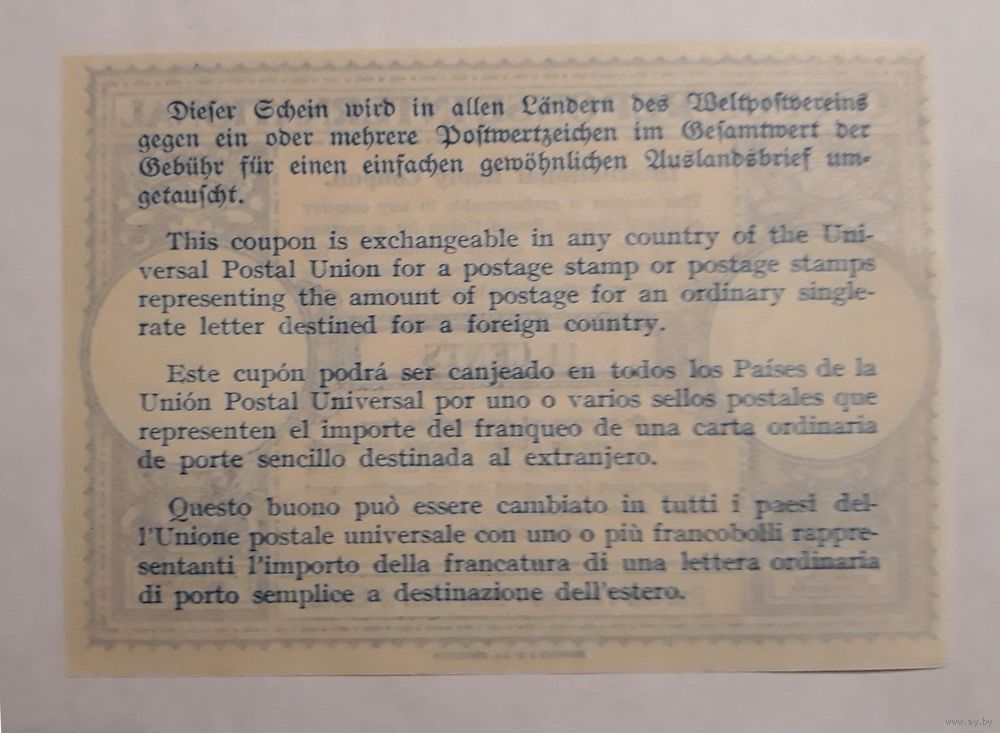 Dieſer Schein wird in allen Ländern des Weltpoſtvereins
gegen ein oder mehrere Poſtwertzeichen im Geſamtwert der
Gebühr für einen einfachen gewöhnlichen Auslandsbrief um-
getauſcht.
This coupon is exchangeable in any country of the Uni-
versal Postal Union for a postage stamp or postage stamps
representing the amount of postage for an ordinary single-
rate letter destined for a foreign country.
Este cupón podrá ser canjeado en todos los Países de la
Unión Postal Universal por uno o varios sellos postales que
representen el importe del franqueo de una carta ordinaria
de porte sencillo destinada al extranjero.
Questo buono può essere cambiato in tutti i paesi del-
l'Unione postale universale con uno o più francobolli rappre-
sentanti l'importo della francatura di una lettera ordinaria
di porto semplice a destinazione dell'estero.
www.ay.by